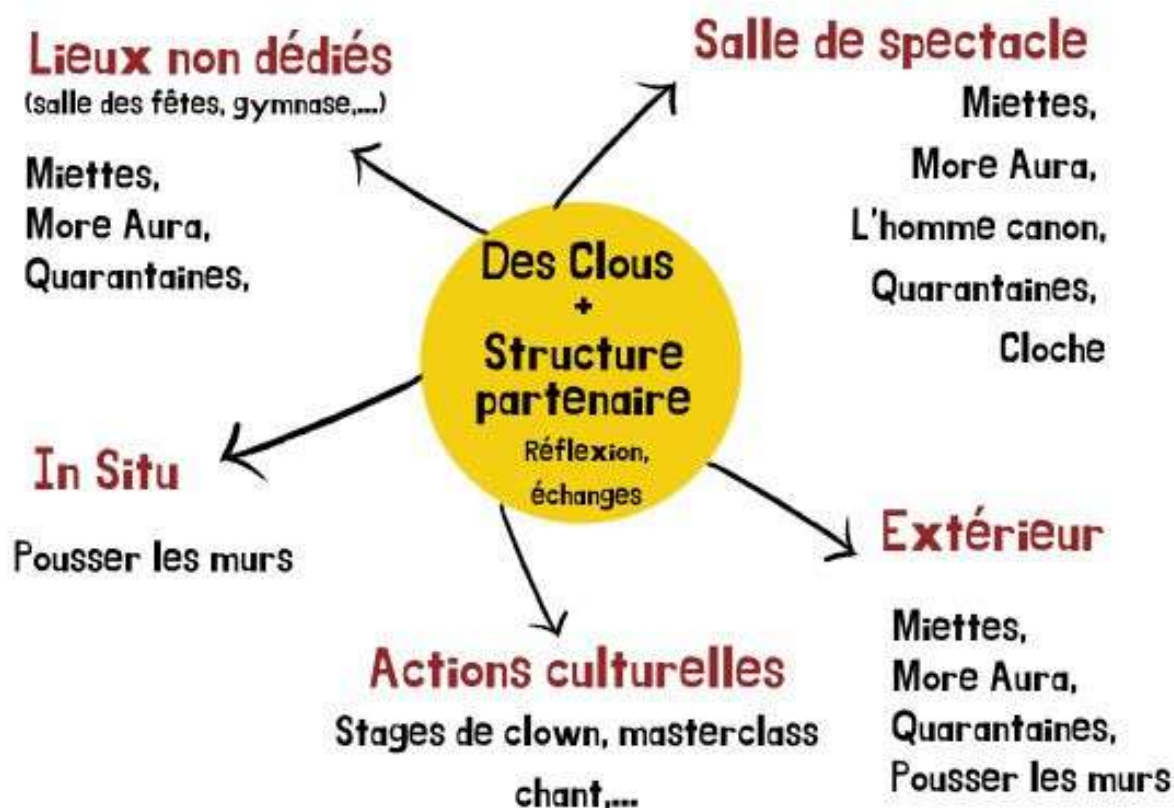 Lieux non dédiés
(salle des fêtes, gymnase,...)
Miettes,
More Aura,
Quarantaines,
Salle de spectacle
Miettes,
More Aura,
L'homme canon,
Quarantaines,
Cloche
Des Clous
+
Structure
partenaire
Réflexion,
échanges
In Situ
Pousser les murs
Extérieur
Miettes,
More Aura,
Quarantaines,
Pousser les murs
Actions culturelles
Stages de clown, masterclass
chant,...